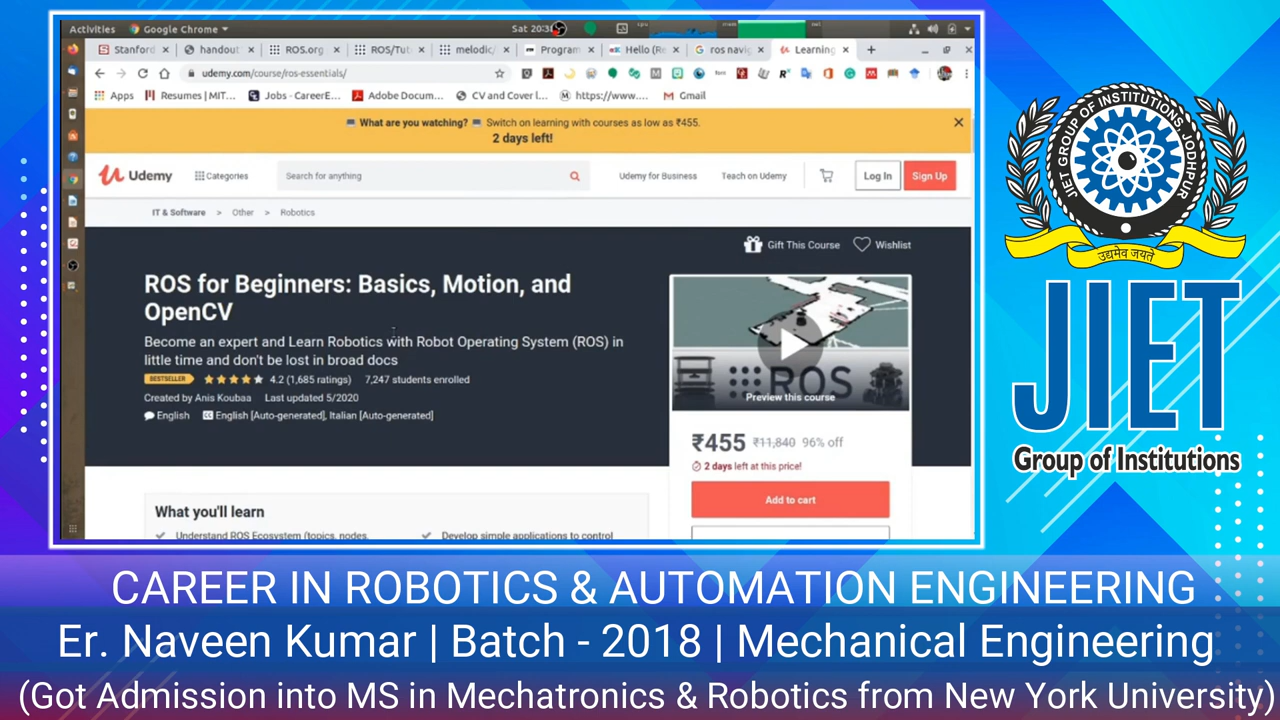 Activities Google Chrome Sat 20:3
Stanford handout ROS.org ROS/Tut melodic/ Program Hello (Re ros navig Learning
udemy.com/course/ros-essentials/
Apps Resumes | MIT... Jobs - CareerE... Adobe Docum... CV and Cover l... https://www.... Gmail
What are you watching? Switch on learning with courses as low as ₹455.
2 days left!
Udemy Categories Search for anything Udemy for Business Teach on Udemy Log In Sign Up
IT & Software > Other > Robotics
Gift This Course Wishlist
ROS for Beginners: Basics, Motion, and
OpenCV
Become an expert and Learn Robotics with Robot Operating System (ROS) in
little time and don't be lost in broad docs
BESTSELLER 4.2 (1,685 ratings) 7,247 students enrolled
Created by Anis Koubaa Last updated 5/2020
English English [Auto-generated], Italian [Auto-generated]
ROS
Preview this course
₹455 ₹11,840 96% off
2 days left at this price!
Add to cart
What you'll learn
Understand ROS Ecosystem (topics, nodes, Develop simple applications to control
JIET GROUP OF INSTITUTIONS, JODHPUR
उद्यमेव जयते
JIET
Group of Institutions
CAREER IN ROBOTICS & AUTOMATION ENGINEERING
Er. Naveen Kumar | Batch - 2018 | Mechanical Engineering
(Got Admission into MS in Mechatronics & Robotics from New York University)